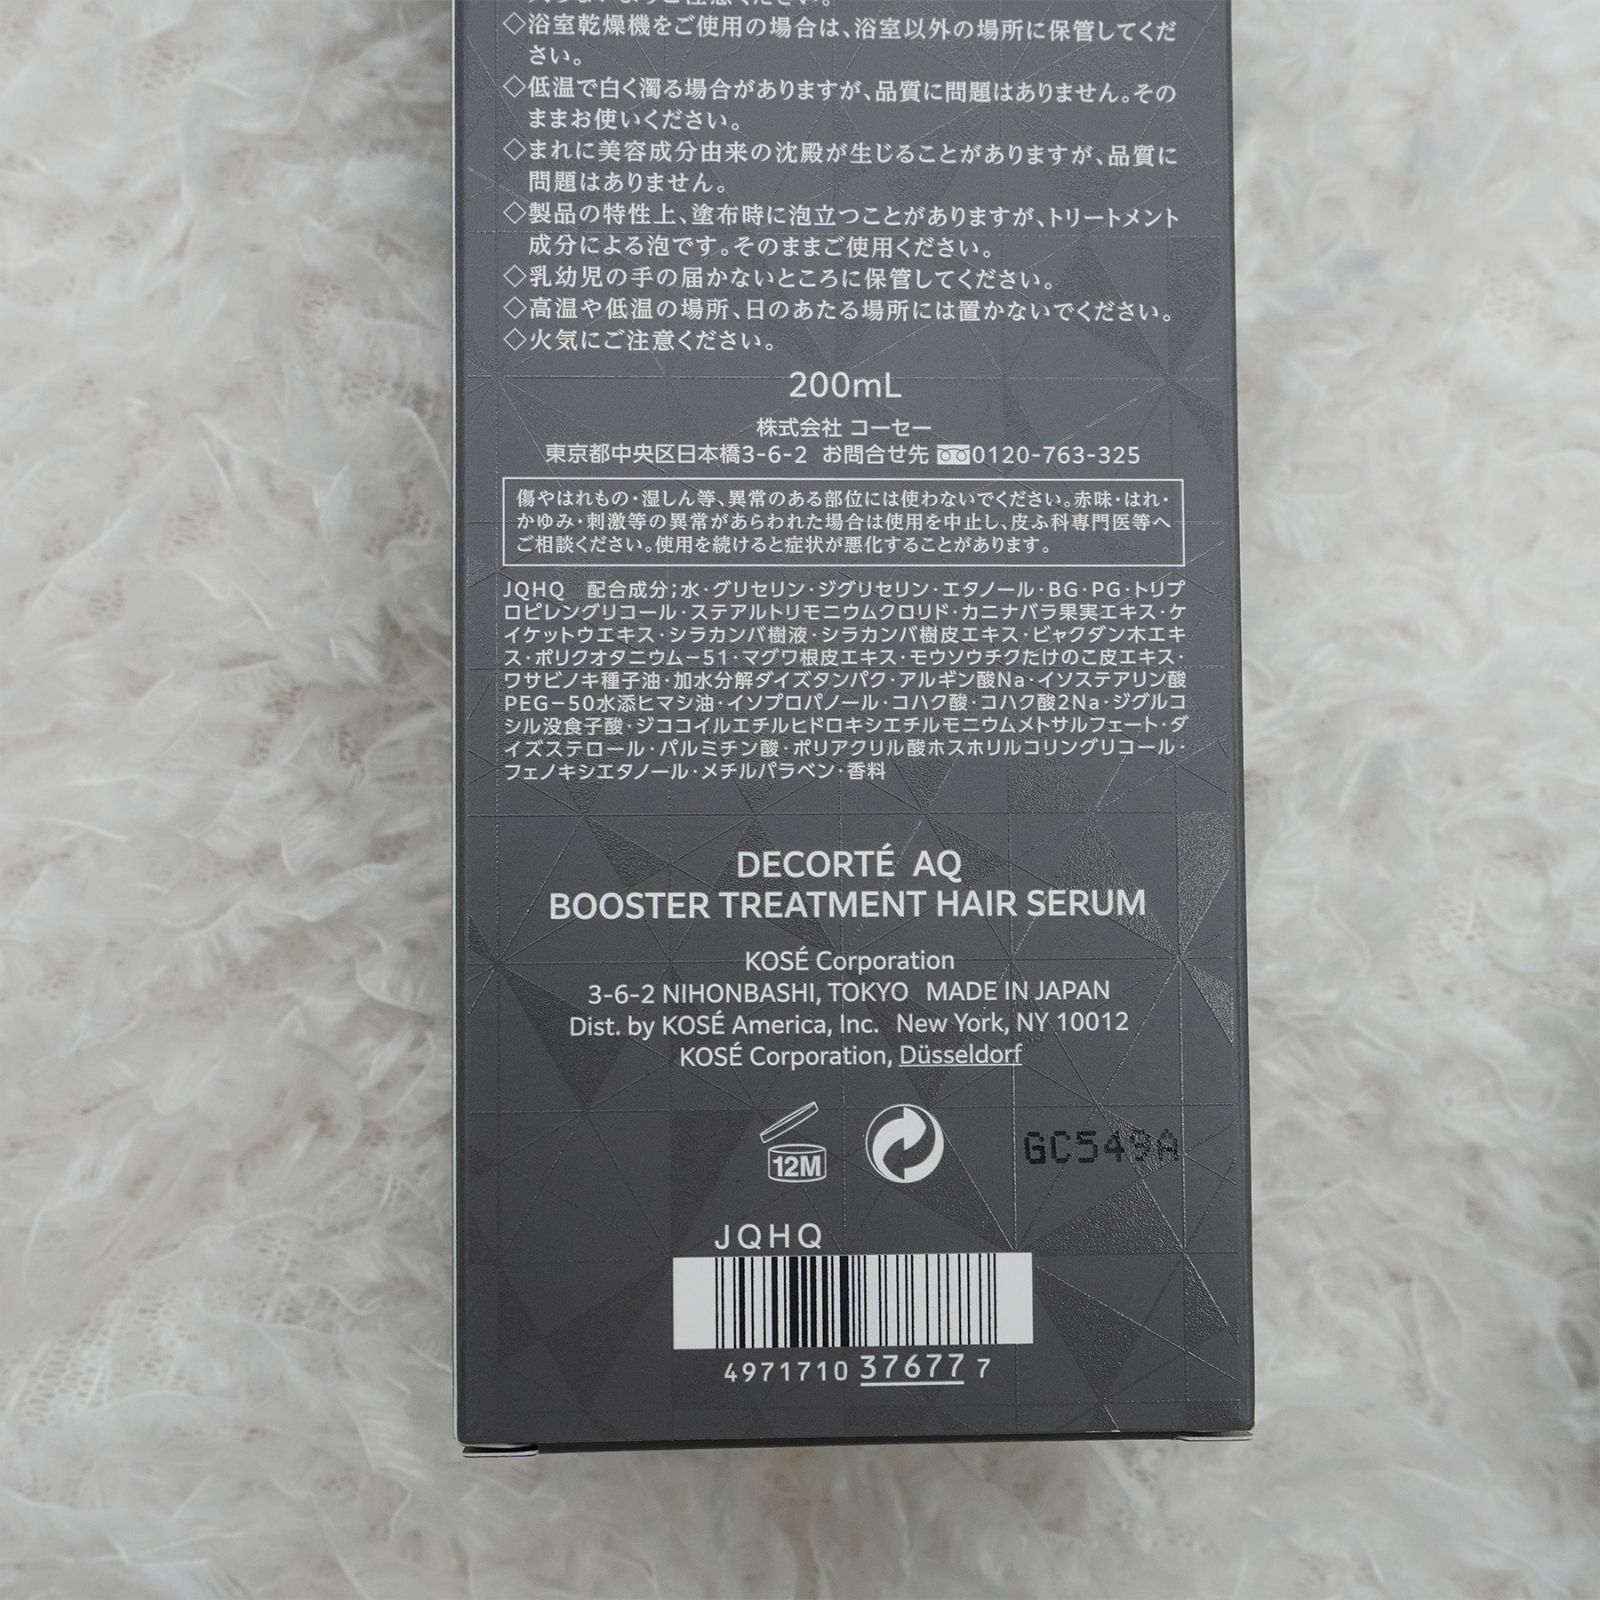 ◇浴室乾燥機をご使用の場合は、浴室以外の場所に保管してくだ
さい。
◇低温で白く濁る場合がありますが、品質に問題はありません。その
ままお使いください。
◇まれに美容成分由来の沈殿が生じることがありますが、品質に
問題はありません。
◇製品の特性上、塗布時に泡立つことがありますが、トリートメント
成分による泡です。そのままご使用ください。
◇乳幼児の手の届かないところに保管してください。
◇高温や低温の場所、日のあたる場所には置かないでください。
◇火気にご注意ください。
200mL
株式会社 コーセー
東京都中央区日本橋3-6-2 お問合せ先 0120-763-325
傷やはれもの・湿しん等、異常のある部位には使わないでください。赤味・はれ・
かゆみ・刺激等の異常があらわれた場合は使用を中止し、皮ふ科専門医等へ
ご相談ください。使用を続けると症状が悪化することがあります。
JQHQ 配合成分;水・グリセリン・ジグリセリン・エタノール・BG・PG・トリプ
ロピレングリコール・ステアルトリモニウムクロリド・カニナバラ果実エキス・ケ
イケットウエキス・シラカンバ樹液・シラカンバ樹皮エキス・ビャクダン木エキ
ス・ポリクオタニウム－51・マグワ根皮エキス・モウソウチクたけのこ皮エキス・
ワサビノキ種子油・加水分解ダイズタンパク・アルギン酸Na・イソステアリン酸
PEG－50水添ヒマシ油・イソプロパノール・コハク酸・コハク酸2Na・ジグルコ
シル没食子酸・ジココイルエチルヒドロキシエチルモニウムメトサルフェート・ダ
イズステロール・パルミチン酸・ポリアクリル酸ホスホリルコリングリコール・
フェノキシエタノール・メチルパラベン・香料
DECORTÉ AQ
BOOSTER TREATMENT HAIR SERUM
KOSÉ Corporation
3-6-2 NIHONBASHI, TOKYO MADE IN JAPAN
Dist. by KOSÉ America, Inc. New York, NY 10012
KOSÉ Corporation, Düsseldorf
12M
GC549A
JQHQ
4971710 37677 7